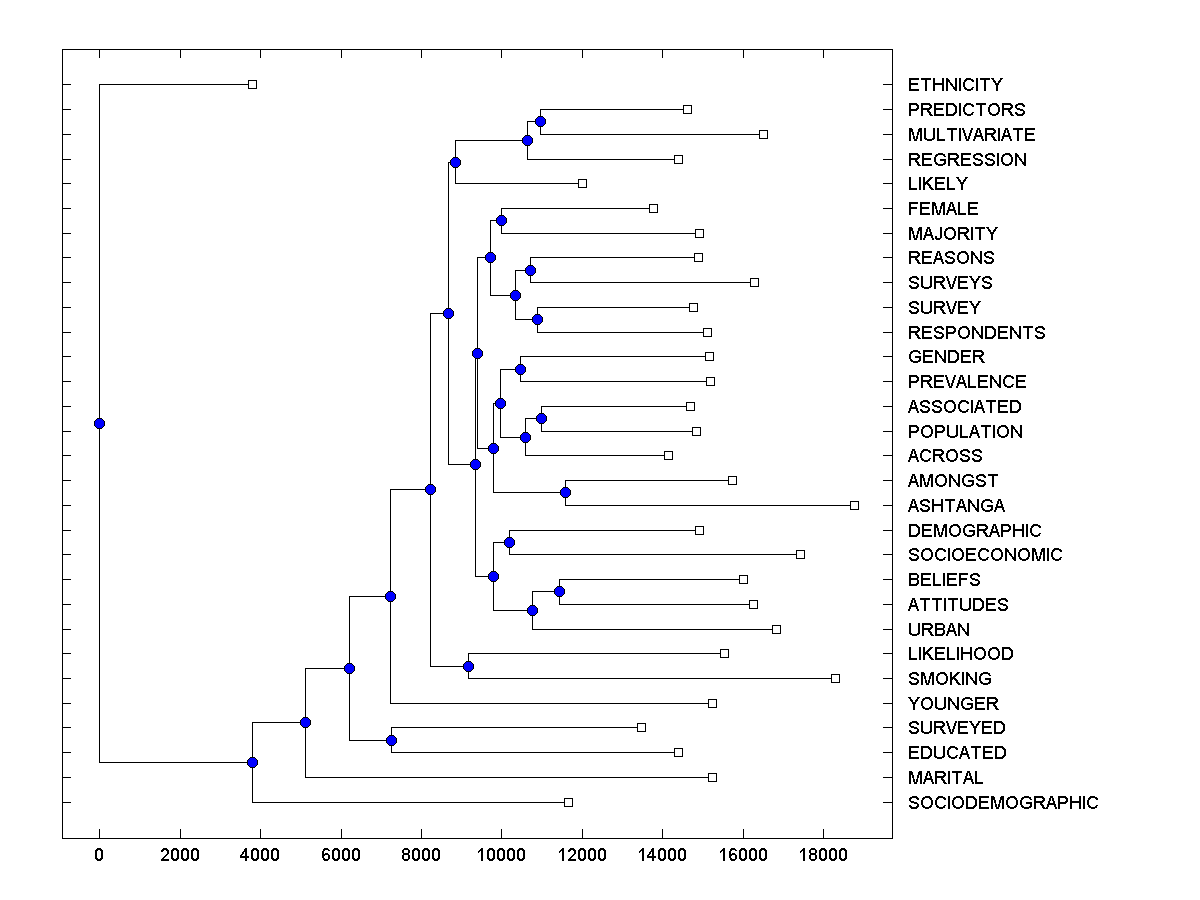 ETHNICITY
PREDICTORS
MULTIVARIATE
REGRESSION
LIKELY
FEMALE
MAJORITY
REASONS
SURVEYS
SURVEY
RESPONDENTS
GENDER
PREVALENCE
ASSOCIATED
POPULATION
ACROSS
AMONGST
ASHTANGA
DEMOGRAPHIC
SOCIOECONOMIC
BELIEFS
ATTITUDES
URBAN
LIKELIHOOD
SMOKING
YOUNGER
SURVEYED
EDUCATED
MARITAL
SOCIODEMOGRAPHIC
0 2000 4000 6000 8000 10000 12000 14000 16000 18000